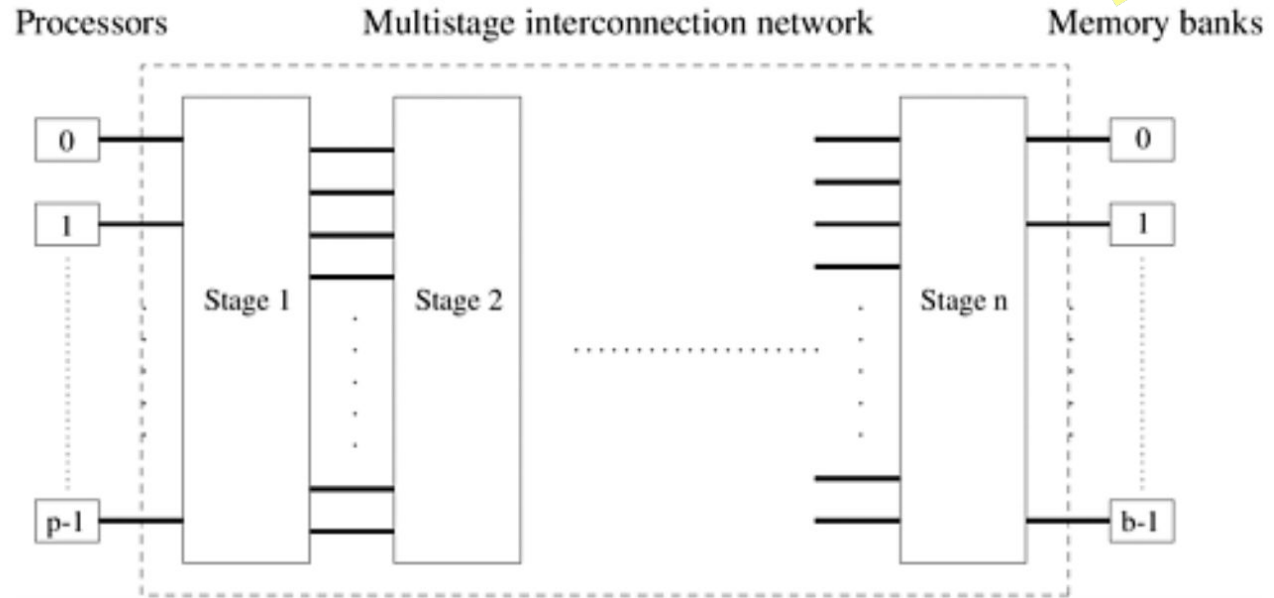 Processors Multistage interconnection network Memory banks
0 0
1 1
Stage 1 Stage 2 Stage n
p-1 b-1